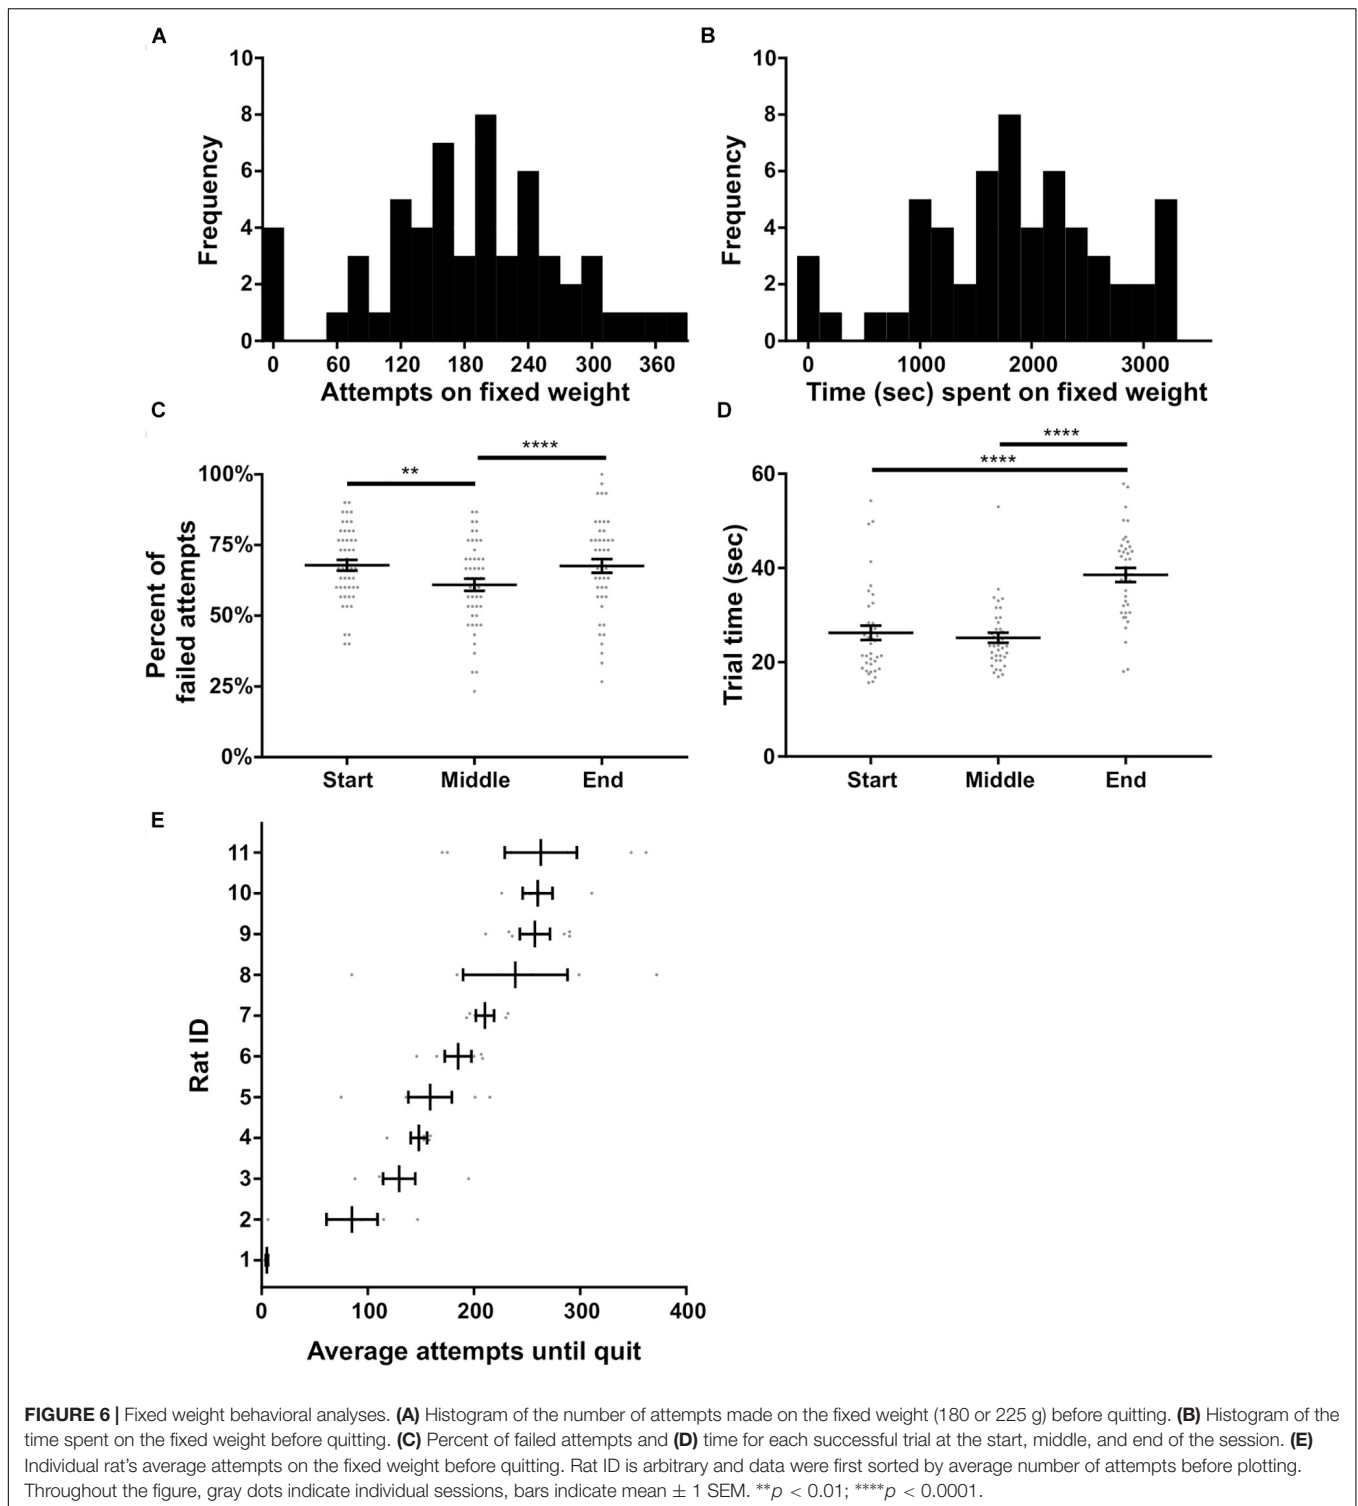 A
10
8
6
4
2
0
Frequency
0 60 120 180 240 300 360
Attempts on fixed weight
B
10
8
6
4
2
0
Frequency
0 1000 2000 3000
Time (sec) spent on fixed weight
C
100%
75%
50%
25%
0%
Percent of
failed attempts
**
****
Start Middle End
D
60
40
20
0
Trial time (sec)
****
****
Start Middle End
E
11
10
9
8
7
6
5
4
3
2
1
Rat ID
0 100 200 300 400
Average attempts until quit
FIGURE 6 | Fixed weight behavioral analyses. (A) Histogram of the number of attempts made on the fixed weight (180 or 225 g) before quitting. (B) Histogram of the
time spent on the fixed weight before quitting. (C) Percent of failed attempts and (D) time for each successful trial at the start, middle, and end of the session. (E)
Individual rat's average attempts on the fixed weight before quitting. Rat ID is arbitrary and data were first sorted by average number of attempts before plotting.
Throughout the figure, gray dots indicate individual sessions, bars indicate mean ± 1 SEM. **p < 0.01; ****p < 0.0001.